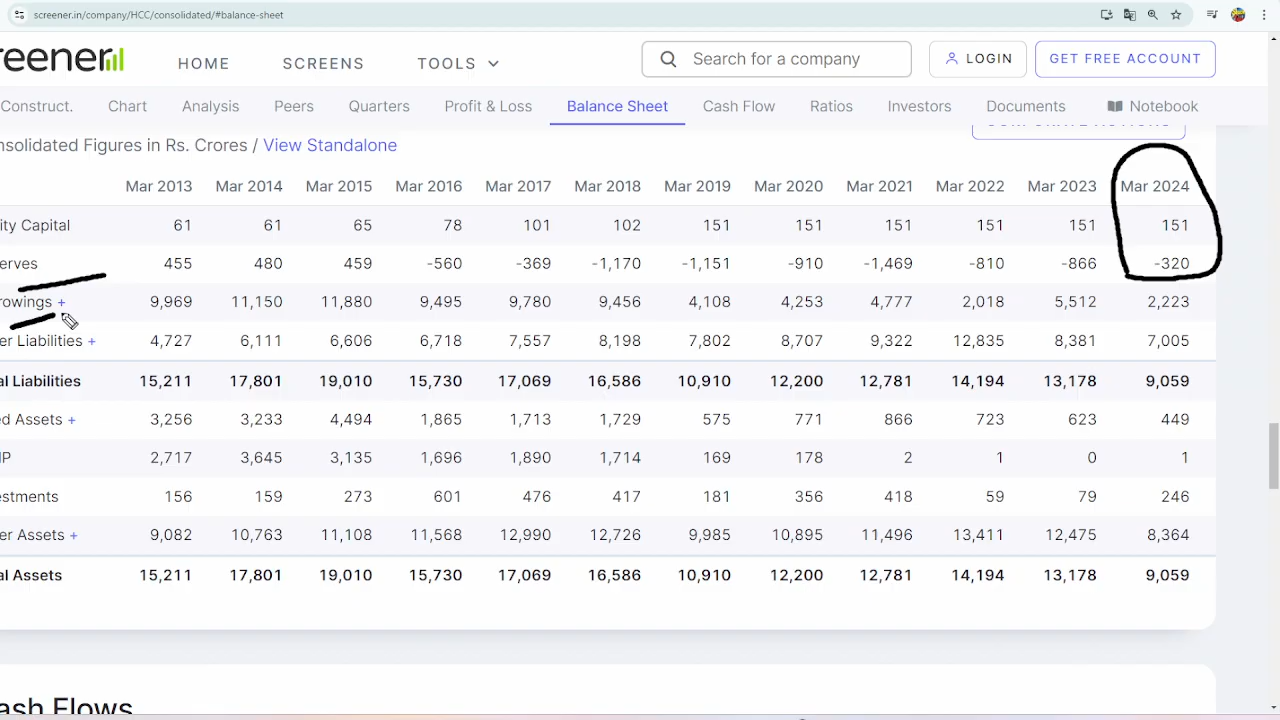 screener.in/company/HCC/consolidated/#balance-sheet
reener HOME SCREENS TOOLS Search for a company LOGIN GET FREE ACCOUNT
Construct. Chart Analysis Peers Quarters Profit & Loss Balance Sheet Cash Flow Ratios Investors Documents Notebook
CORPORATE ACTIONS
nsolidated Figures in Rs. Crores / View Standalone
Mar 2013 Mar 2014 Mar 2015 Mar 2016 Mar 2017 Mar 2018 Mar 2019 Mar 2020 Mar 2021 Mar 2022 Mar 2023 Mar 2024
ity Capital 61 61 65 78 101 102 151 151 151 151 151 151
erves 455 480 459 -560 -369 -1,170 -1,151 -910 -1,469 -810 -866 -320
rowings + 9,969 11,150 11,880 9,495 9,780 9,456 4,108 4,253 4,777 2,018 5,512 2,223
er Liabilities + 4,727 6,111 6,606 6,718 7,557 8,198 7,802 8,707 9,322 12,835 8,381 7,005
al Liabilities 15,211 17,801 19,010 15,730 17,069 16,586 10,910 12,200 12,781 14,194 13,178 9,059
ed Assets + 3,256 3,233 4,494 1,865 1,713 1,729 575 771 866 723 623 449
IP 2,717 3,645 3,135 1,696 1,890 1,714 169 178 2 1 0 1
estments 156 159 273 601 476 417 181 356 418 59 79 246
er Assets + 9,082 10,763 11,108 11,568 12,990 12,726 9,985 10,895 11,496 13,411 12,475 8,364
al Assets 15,211 17,801 19,010 15,730 17,069 16,586 10,910 12,200 12,781 14,194 13,178 9,059
ash Flows